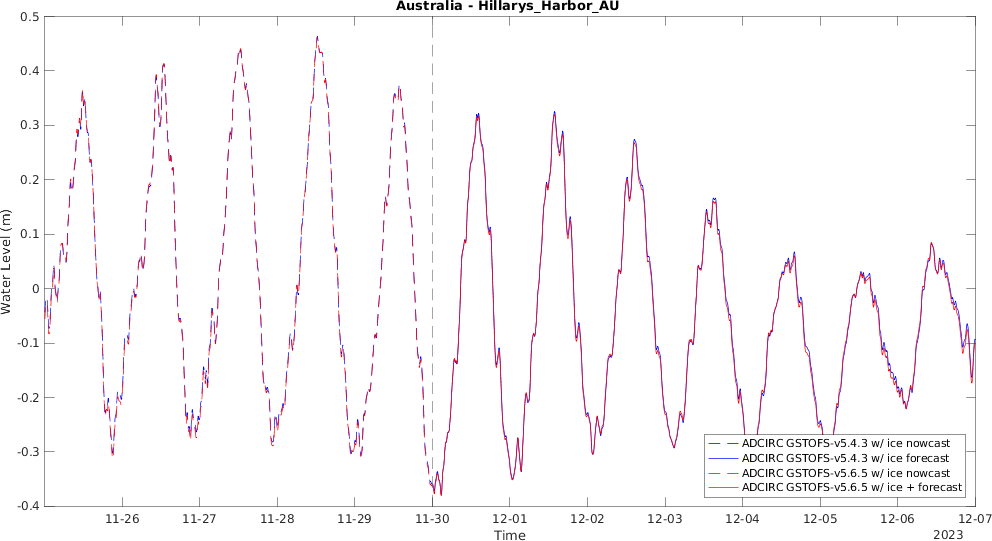 Australia - Hillarys_Harbor_AU
0.5
0.4
0.3
0.2
0.1
0
-0.1
-0.2
-0.3
-0.4
Water Level (m)
ADCIRC GSTOFS-v5.4.3 w/ ice nowcast
ADCIRC GSTOFS-v5.4.3 w/ ice forecast
ADCIRC GSTOFS-v5.6.5 w/ ice nowcast
ADCIRC GSTOFS-v5.6.5 w/ ice + forecast
11-26 11-27 11-28 11-29 11-30 12-01 12-02 12-03 12-04 12-05 12-06 12-07
Time
2023